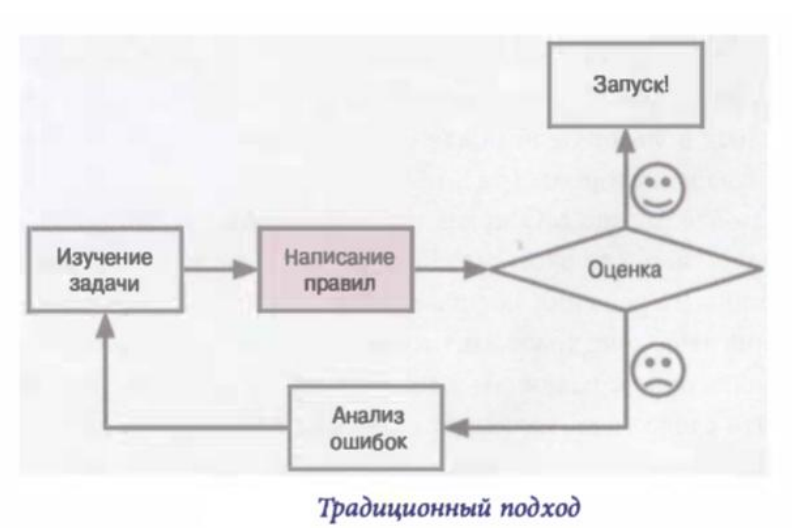 Запуск!
Изучение
задачи
Написание
правил
Оценка
Анализ
ошибок
Традиционный подход